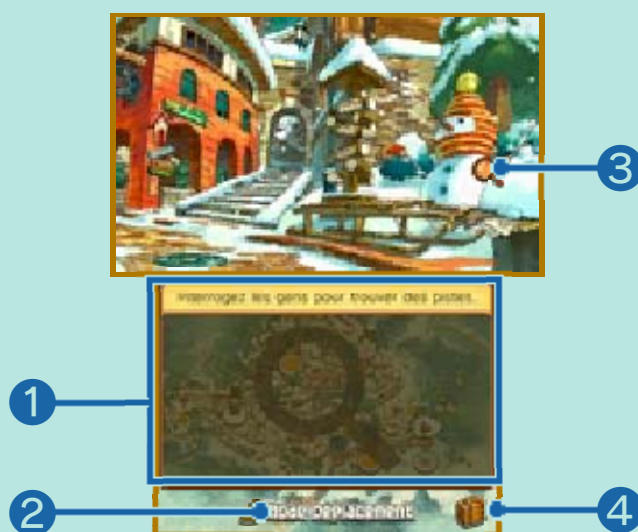 3
Interrogez les gens pour trouver des pistes.
1
2
Mode Déplacement
4